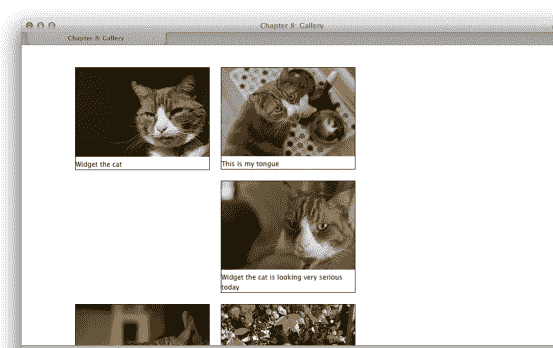 Chapter 8: Gallery
Chapter 8: Gallery
Widget the cat
This is my tongue
Widget the cat is looking very serious
today